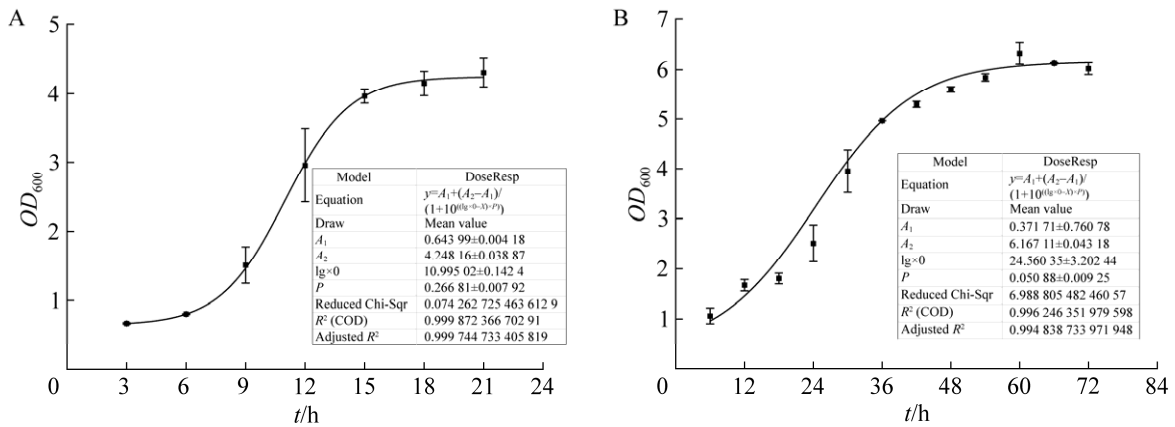 A
5
4
3
2
1
0
OD600
3 6 9 12 15 18 21 24
t/h
Model DoseResp
Equation y=A1+(A2−A1)/
(1+10((lg×0−X)×P))
Draw Mean value
A1 0.643 99±0.004 18
A2 4.248 16±0.038 87
lg×0 10.995 02±0.142 4
P 0.266 81±0.007 92
Reduced Chi-Sqr 0.074 262 725 463 612 9
R2 (COD) 0.999 872 366 702 91
Adjusted R2 0.999 744 733 405 819
B
7
6
5
4
3
2
1
0
OD600
12 24 36 48 60 72 84
t/h
Model DoseResp
Equation y=A1+(A2−A1)/
(1+10((lg×0−X)×P))
Draw Mean value
A1 0.371 71±0.760 78
A2 6.167 11±0.043 18
lg×0 24.560 35±3.202 44
P 0.050 88±0.009 25
Reduced Chi-Sqr 6.988 805 482 460 57
R2 (COD) 0.996 246 351 979 598
Adjusted R2 0.994 838 733 971 948